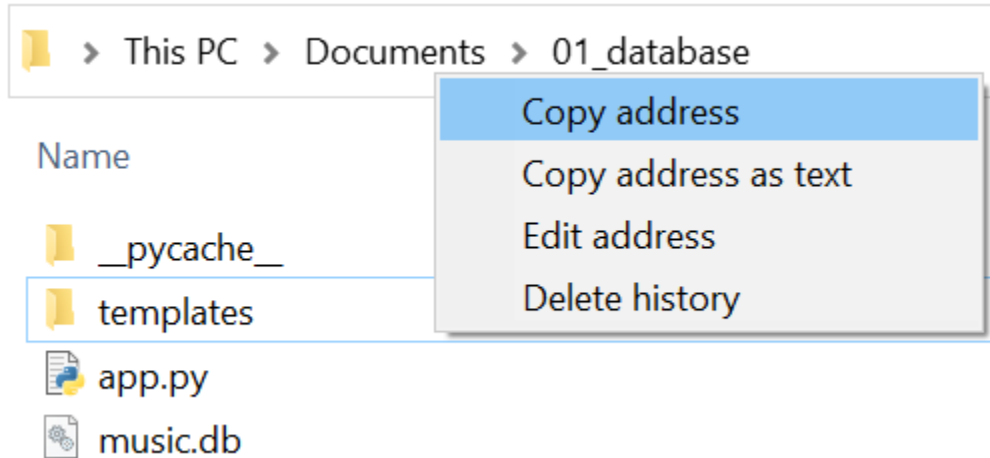 > This PC > Documents > 01_database
Copy address
Name
Copy address as text
__pycache__
Edit address
templates
Delete history
app.py
music.db